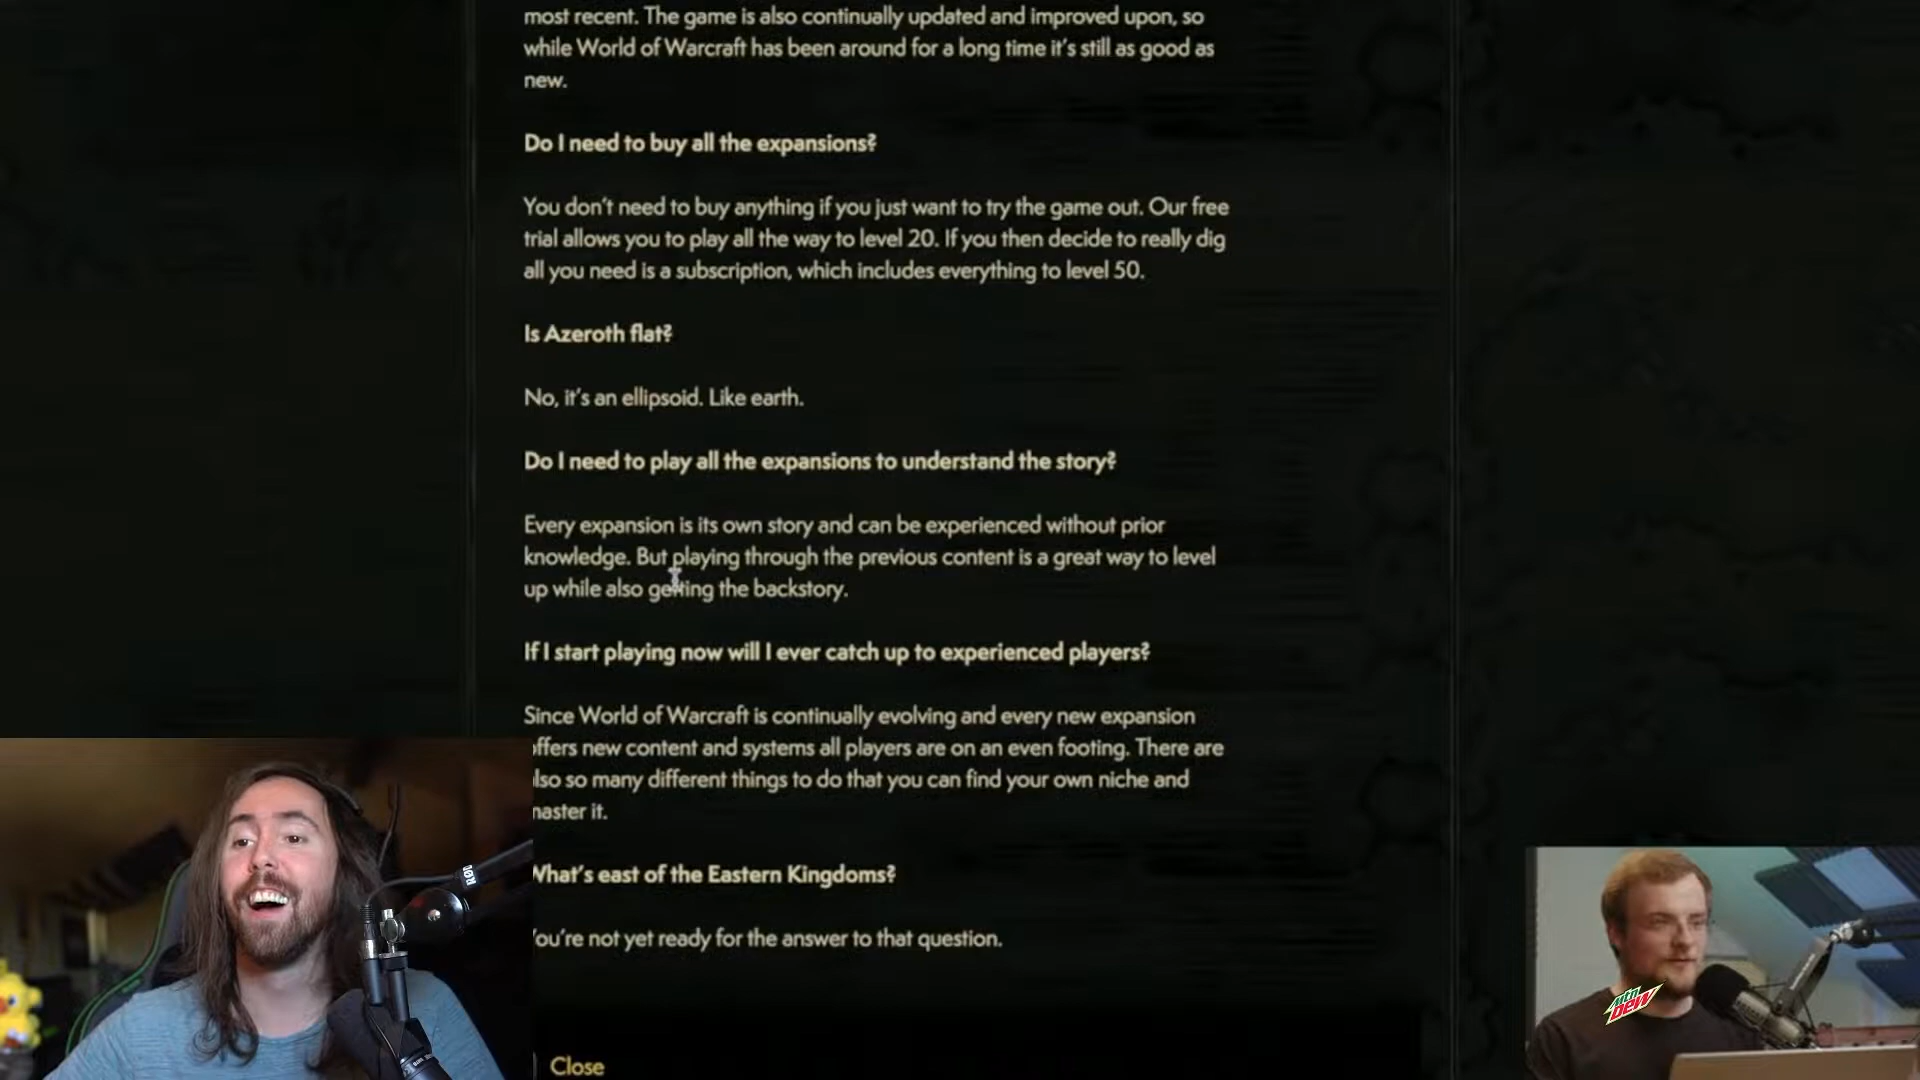 most recent. The game is also continually updated and improved upon, so
while World of Warcraft has been around for a long time it's still as good as
new.
Do I need to buy all the expansions?
You don't need to buy anything if you just want to try the game out. Our free
trial allows you to play all the way to level 20. If you then decide to really dig
all you need is a subscription, which includes everything to level 50.
Is Azeroth flat?
No, it's an ellipsoid. Like earth.
Do I need to play all the expansions to understand the story?
Every expansion is its own story and can be experienced without prior
knowledge. But playing through the previous content is a great way to level
up while also getting the backstory.
If I start playing now will I ever catch up to experienced players?
Since World of Warcraft is continually evolving and every new expansion
offers new content and systems all players are on an even footing. There are
also so many different things to do that you can find your own niche and
master it.
What's east of the Eastern Kingdoms?
You're not yet ready for the answer to that question.
Close
mtn
DEW